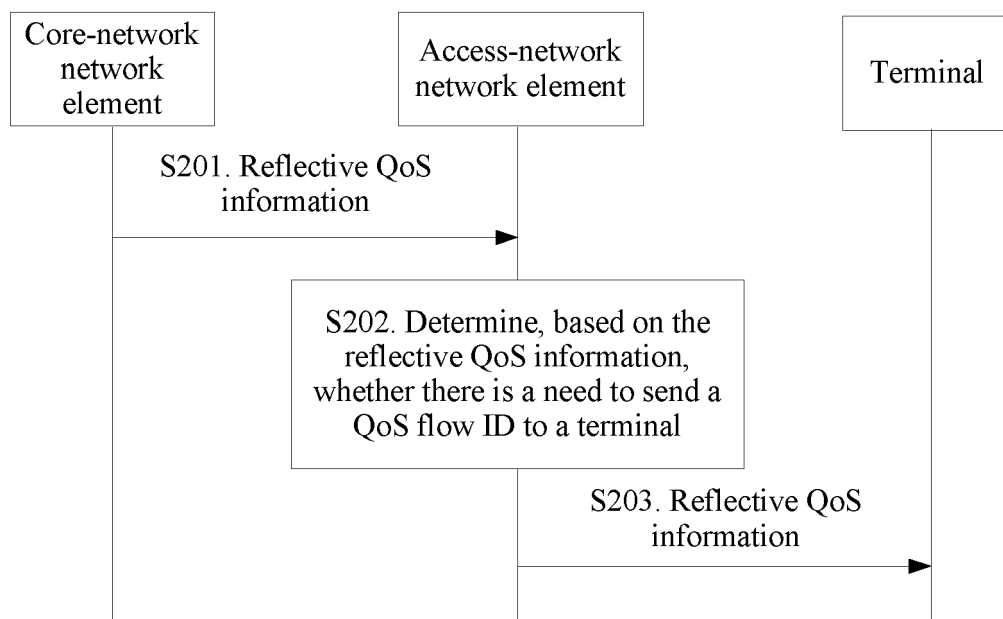 Core-network
network
element
Access-network
network element
Terminal
S201. Reflective QoS
information
S202. Determine, based on the
reflective QoS information,
whether there is a need to send a
QoS flow ID to a terminal
S203. Reflective QoS
information